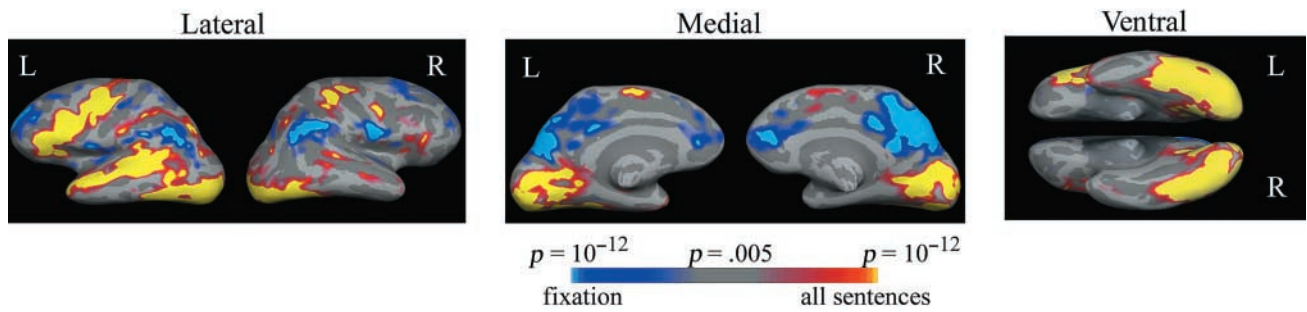 Lateral
Medial
Ventral
L
R
L
R
L
R
p = 10⁻¹²
p = .005
p = 10⁻¹²
fixation
all sentences